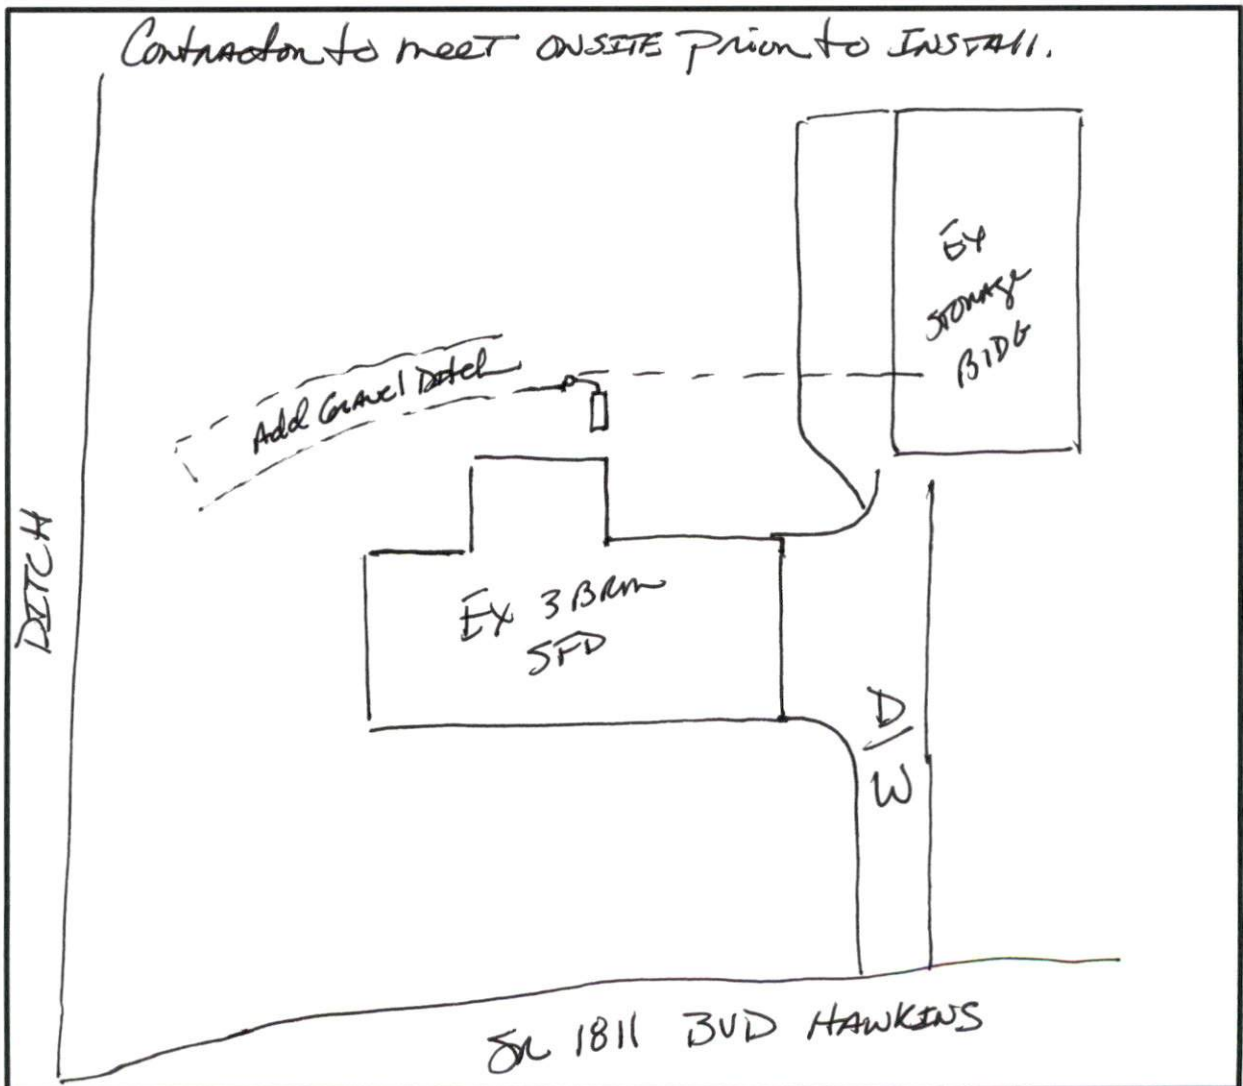 Contractor to meet ONSITE prior to INSTALL.
Ex
STORAGE
BLDG
Add Gravel Ditch
DITCH
Ex 3 BRM
SFD
D/W
SR 1811 BUD HAWKINS